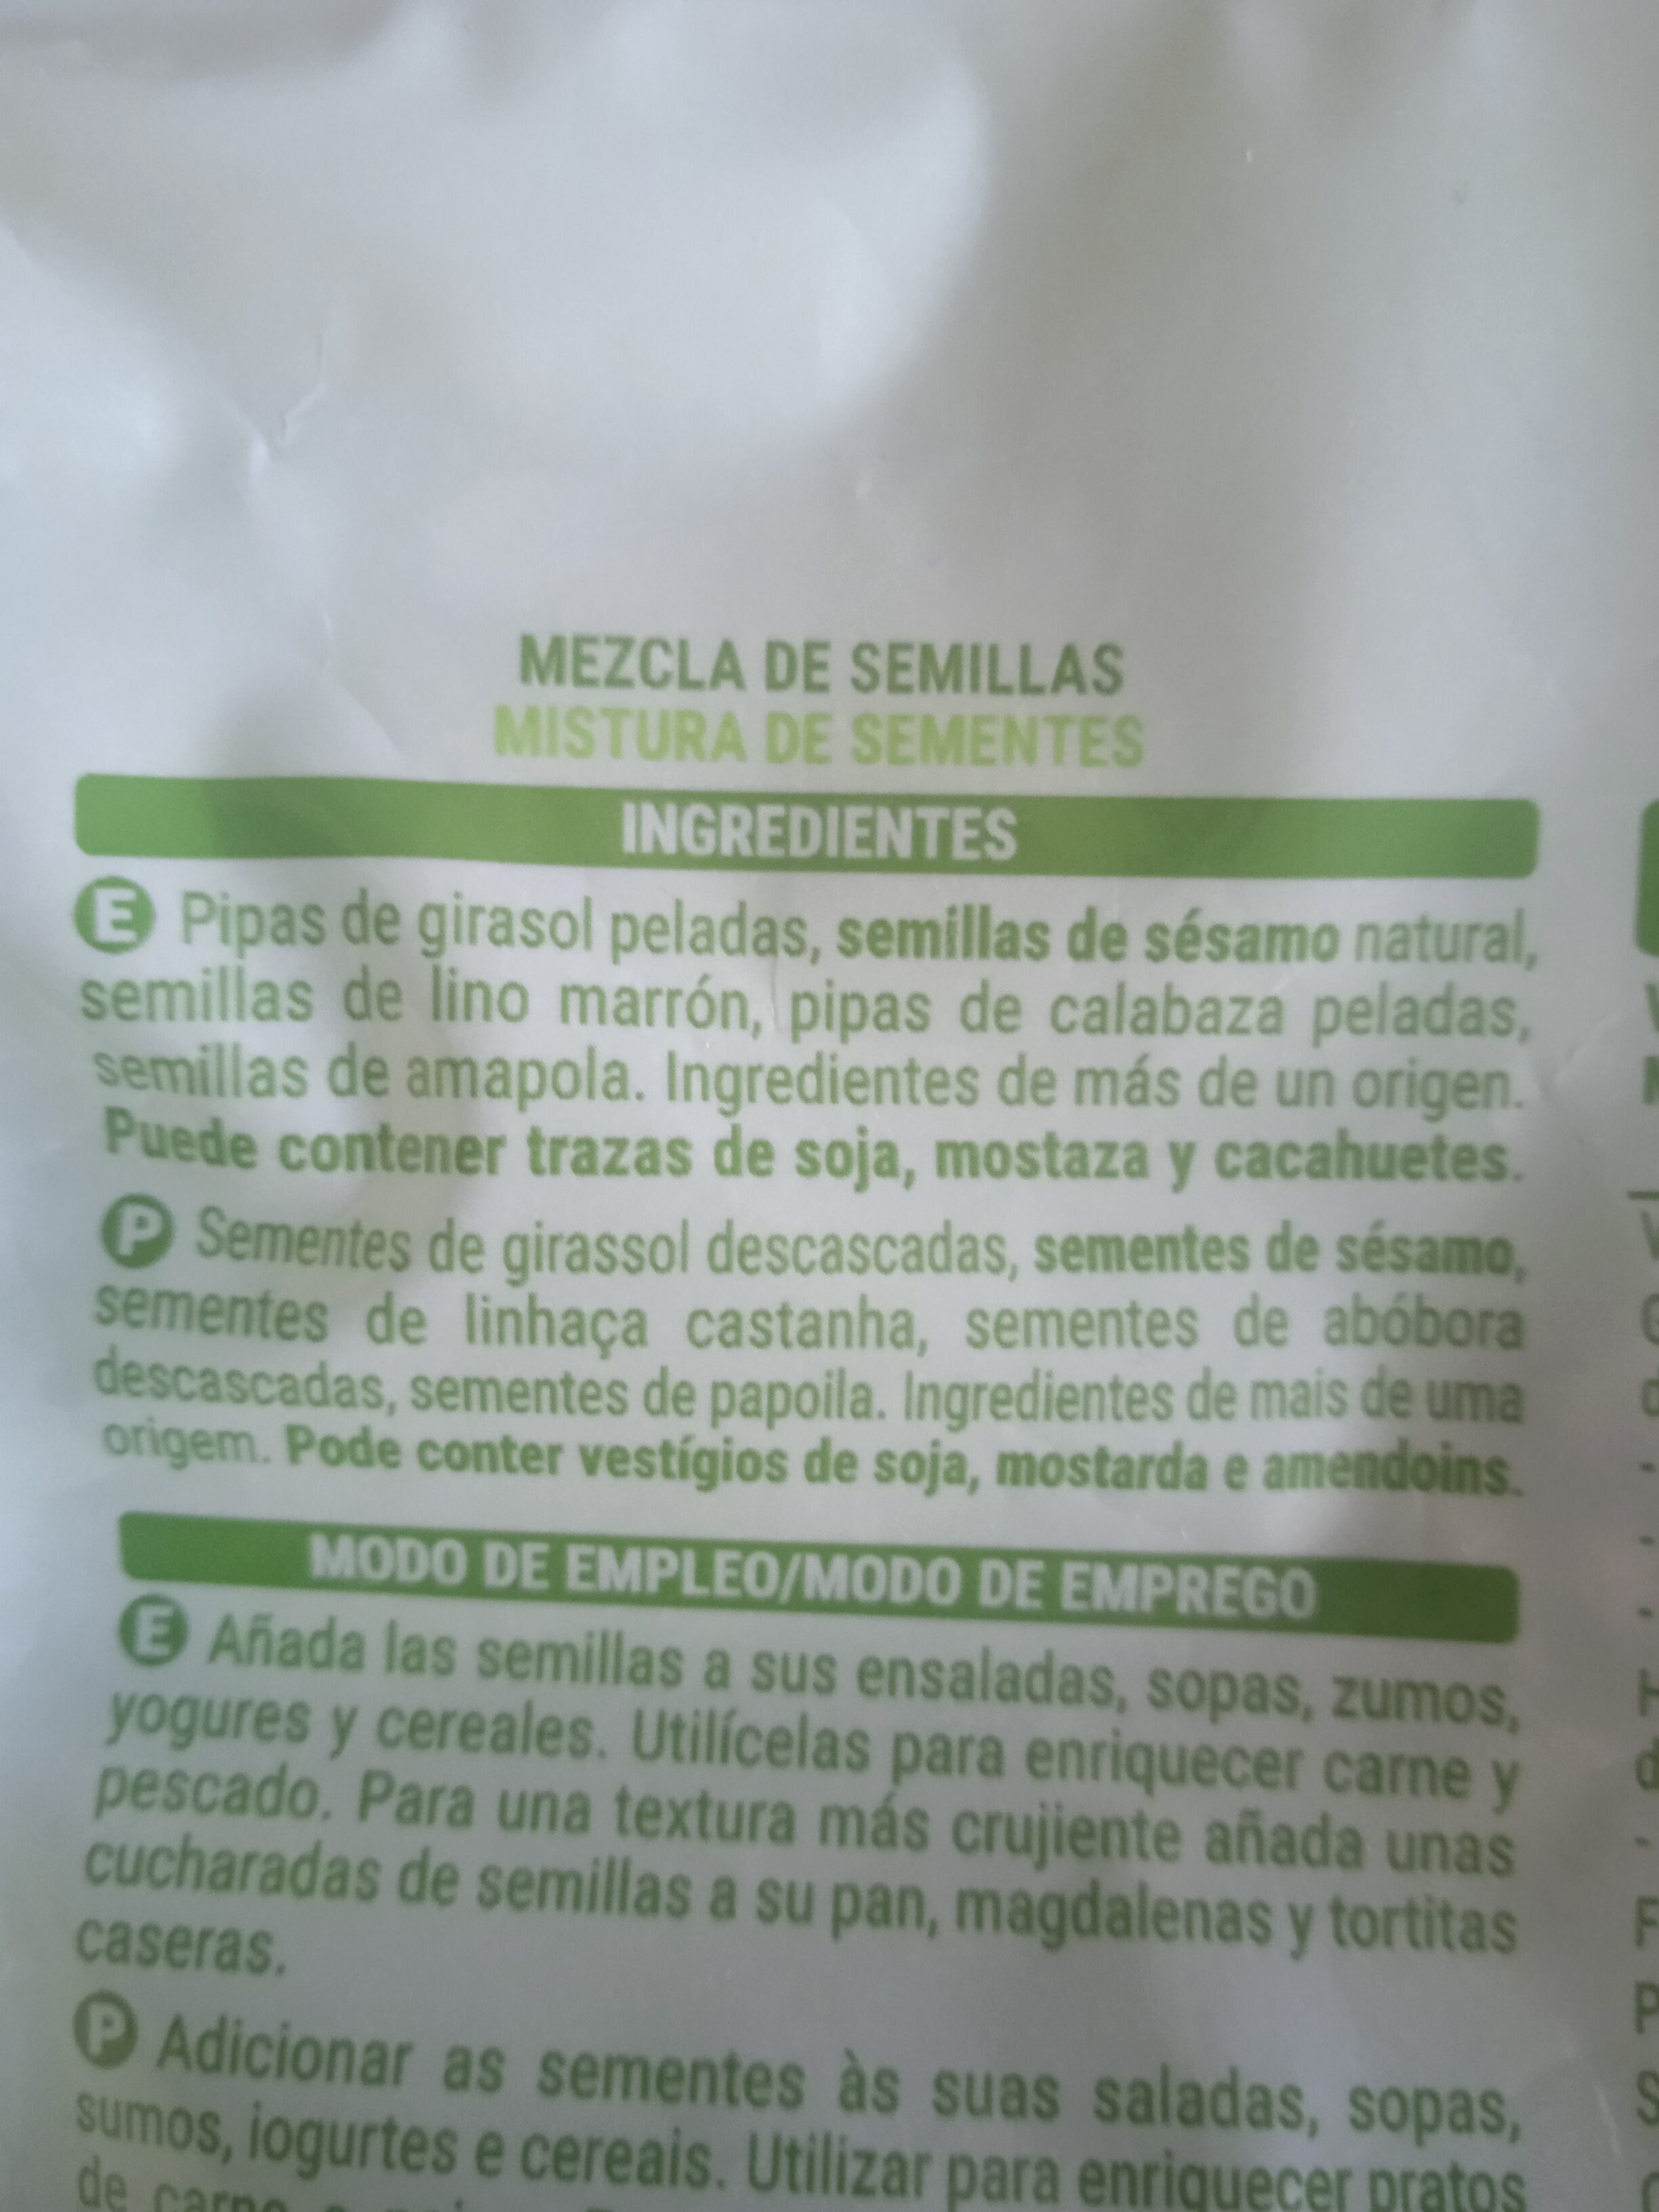 MEZCLA DE SEMILLAS
MISTURA DE SEMENTES
INGREDIENTES
E Pipas de girasol peladas, semillas de sésamo natural,
semillas de lino marrón, pipas de calabaza peladas,
semillas de amapola. Ingredientes de más de un origen.
Puede contener trazas de soja, mostaza y cacahuetes.
P Sementes de girassol descascadas, sementes de sésamo,
sementes de linhaça castanha, sementes de abóbora
descascadas, sementes de papoila. Ingredientes de mais de uma
origem. Pode conter vestígios de soja, mostarda e amendoins.
MODO DE EMPLEO/MODO DE EMPREGO
E Añada las semillas a sus ensaladas, sopas, zumos,
yogures y cereales. Utilícelas para enriquecer carne y
pescado. Para una textura más crujiente añada unas
cucharadas de semillas a su pan, magdalenas y tortitas
caseras.
P Adicionar as sementes às suas saladas, sopas,
sumos, iogurtes e cereais. Utilizar para enriquecer pratos
de carne